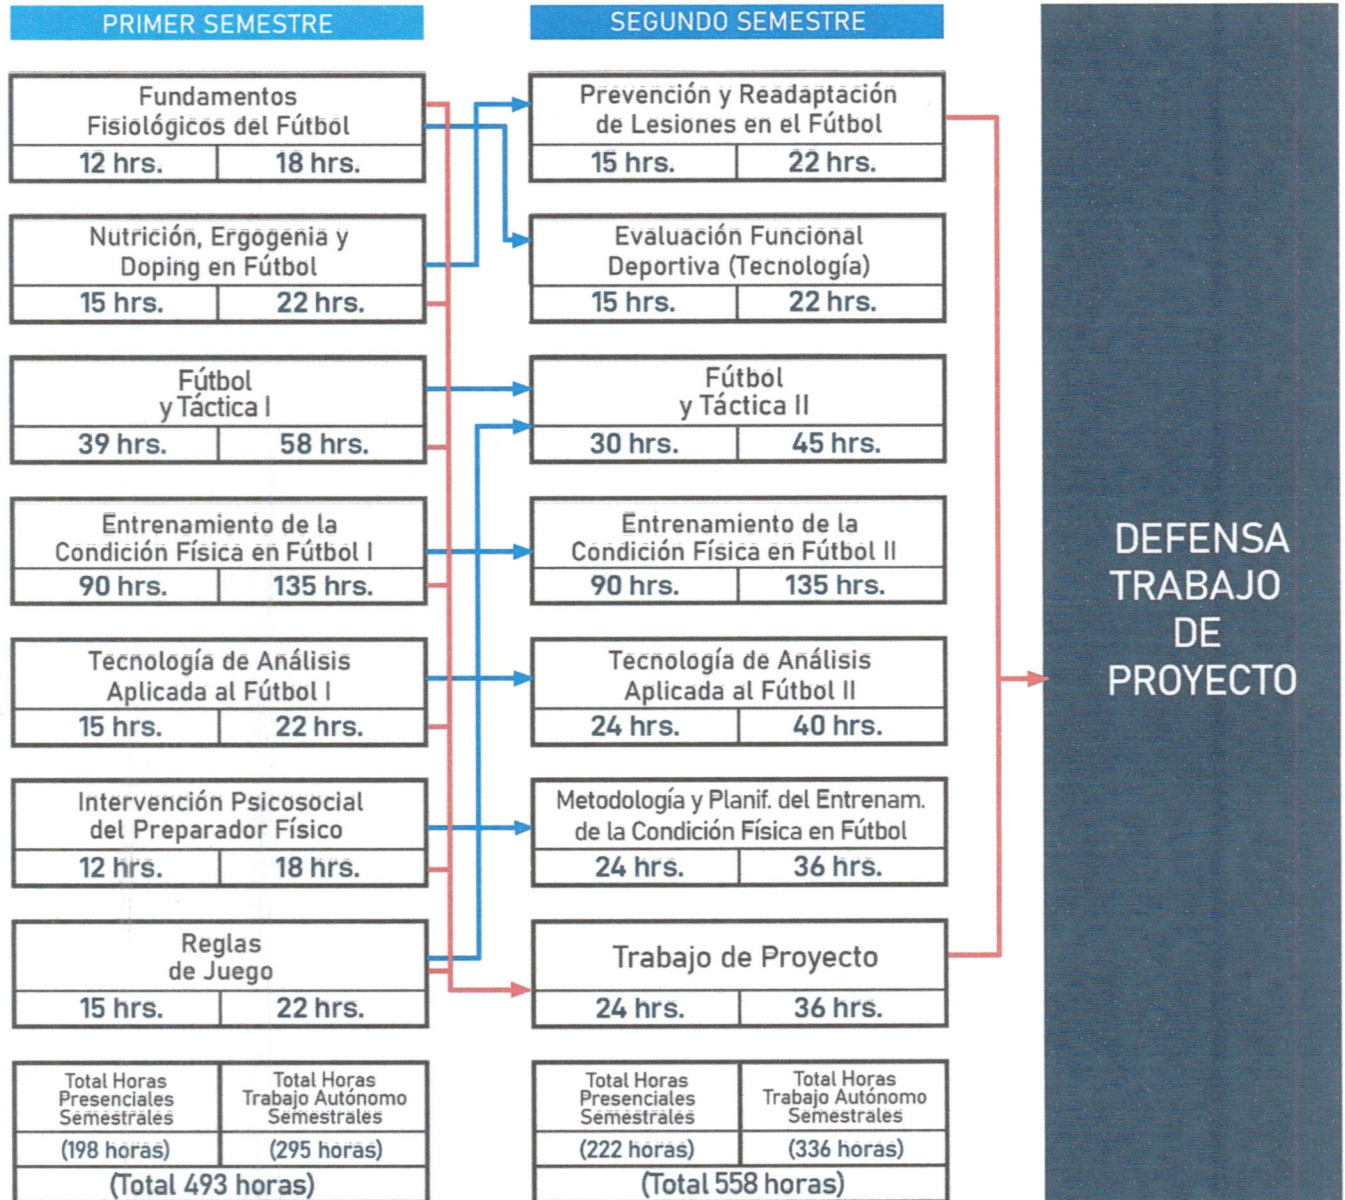 PRIMER SEMESTRE
Fundamentos
Fisiológicos del Fútbol
12 hrs. 18 hrs.
Nutrición, Ergogenia y
Doping en Fútbol
15 hrs. 22 hrs.
Fútbol
y Táctica I
39 hrs. 58 hrs.
Entrenamiento de la
Condición Física en Fútbol I
90 hrs. 135 hrs.
Tecnología de Análisis
Aplicada al Fútbol I
15 hrs. 22 hrs.
Intervención Psicosocial
del Preparador Físico
12 hrs. 18 hrs.
Reglas
de Juego
15 hrs. 22 hrs.
Total Horas
Presenciales
Semestrales
(198 horas)
Total Horas
Trabajo Autónomo
Semestrales
(295 horas)
(Total 493 horas)
SEGUNDO SEMESTRE
Prevención y Readaptación
de Lesiones en el Fútbol
15 hrs. 22 hrs.
Evaluación Funcional
Deportiva (Tecnología)
15 hrs. 22 hrs.
Fútbol
y Táctica II
30 hrs. 45 hrs.
Entrenamiento de la
Condición Física en Fútbol II
90 hrs. 135 hrs.
Tecnología de Análisis
Aplicada al Fútbol II
24 hrs. 40 hrs.
Metodología y Planif. del Entrenam.
de la Condición Física en Fútbol
24 hrs. 36 hrs.
Trabajo de Proyecto
24 hrs. 36 hrs.
Total Horas
Presenciales
Semestrales
(222 horas)
Total Horas
Trabajo Autónomo
Semestrales
(336 horas)
(Total 558 horas)
DEFENSA
TRABAJO
DE
PROYECTO